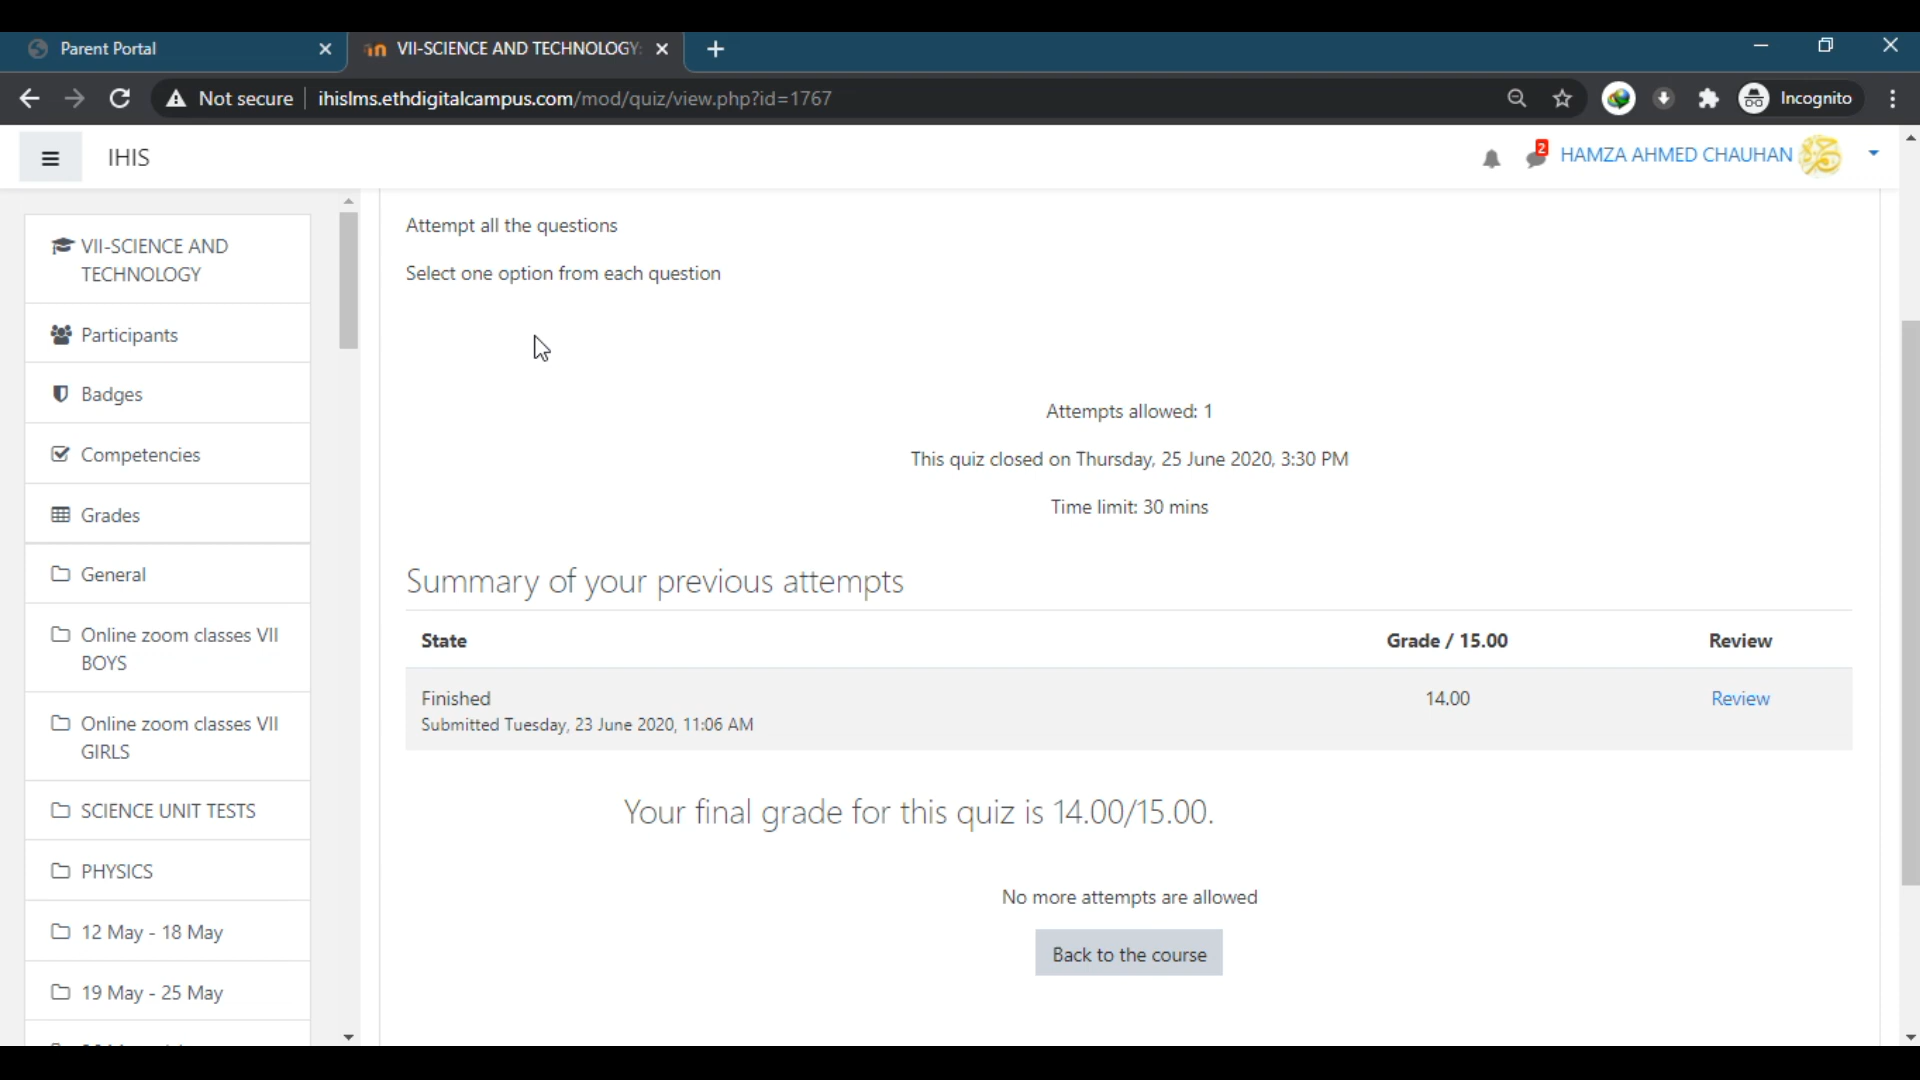 Parent Portal
VII-SCIENCE AND TECHNOLOGY:
Not secure
ihislms.ethdigitalcampus.com/mod/quiz/view.php?id=1767
Incognito
IHIS
2
HAMZA AHMED CHAUHAN
VII-SCIENCE AND
TECHNOLOGY
Participants
Badges
Competencies
Grades
General
Online zoom classes VII
BOYS
Online zoom classes VII
GIRLS
SCIENCE UNIT TESTS
PHYSICS
12 May - 18 May
19 May - 25 May
Attempt all the questions
Select one option from each question
Attempts allowed: 1
This quiz closed on Thursday, 25 June 2020, 3:30 PM
Time limit: 30 mins
Summary of your previous attempts
State Grade / 15.00 Review
Finished 14.00 Review
Submitted Tuesday, 23 June 2020, 11:06 AM
Your final grade for this quiz is 14.00/15.00.
No more attempts are allowed
Back to the course